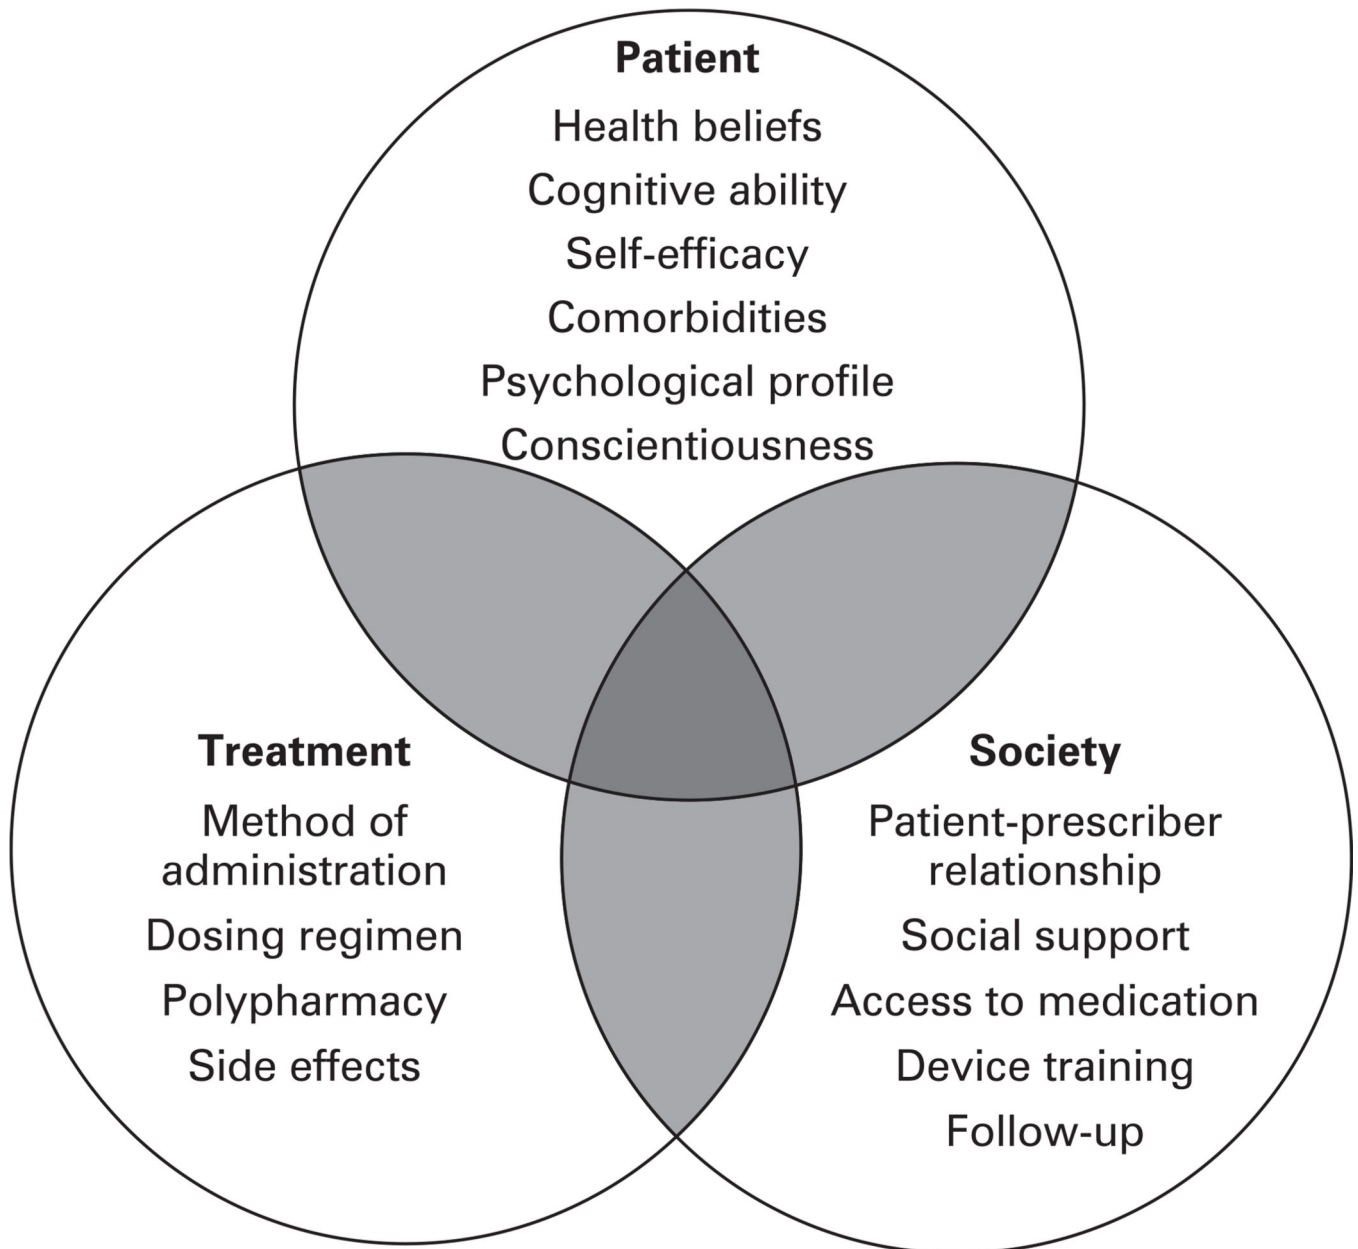 Patient
Health beliefs
Cognitive ability
Self-efficacy
Comorbidities
Psychological profile
Conscientiousness
Treatment
Method of
administration
Dosing regimen
Polypharmacy
Side effects
Society
Patient-prescriber
relationship
Social support
Access to medication
Device training
Follow-up